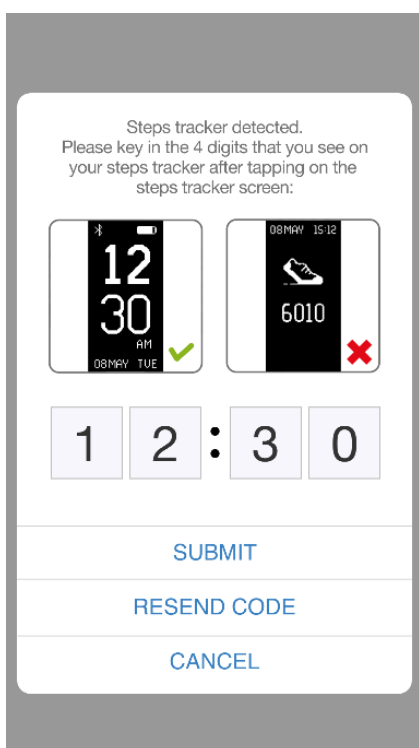 Steps tracker detected.
Please key in the 4 digits that you see on
your steps tracker after tapping on the
steps tracker screen:
12
30
AM
08MAY TUE
08MAY 15:12
6010
1 2 : 3 0
SUBMIT
RESEND CODE
CANCEL